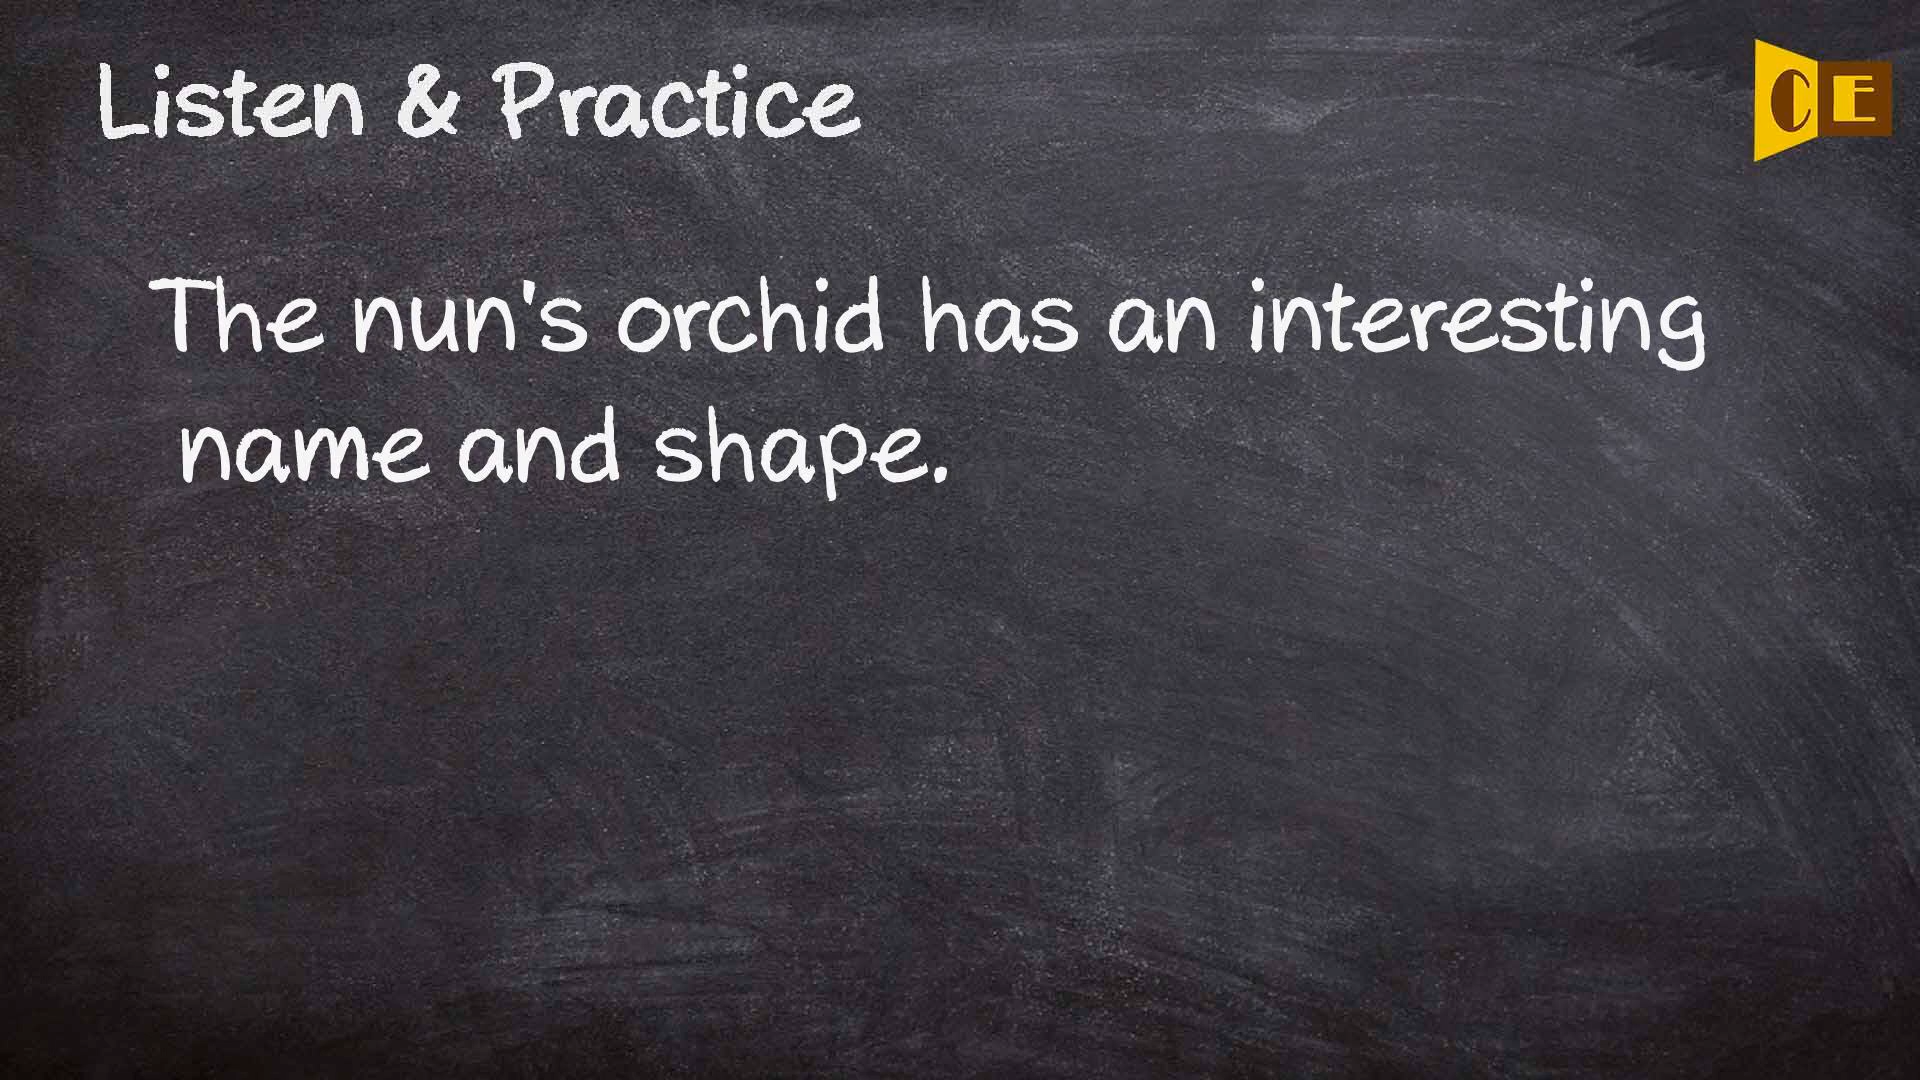 Listen & Practice
CE
The nun's orchid has an interesting
name and shape.